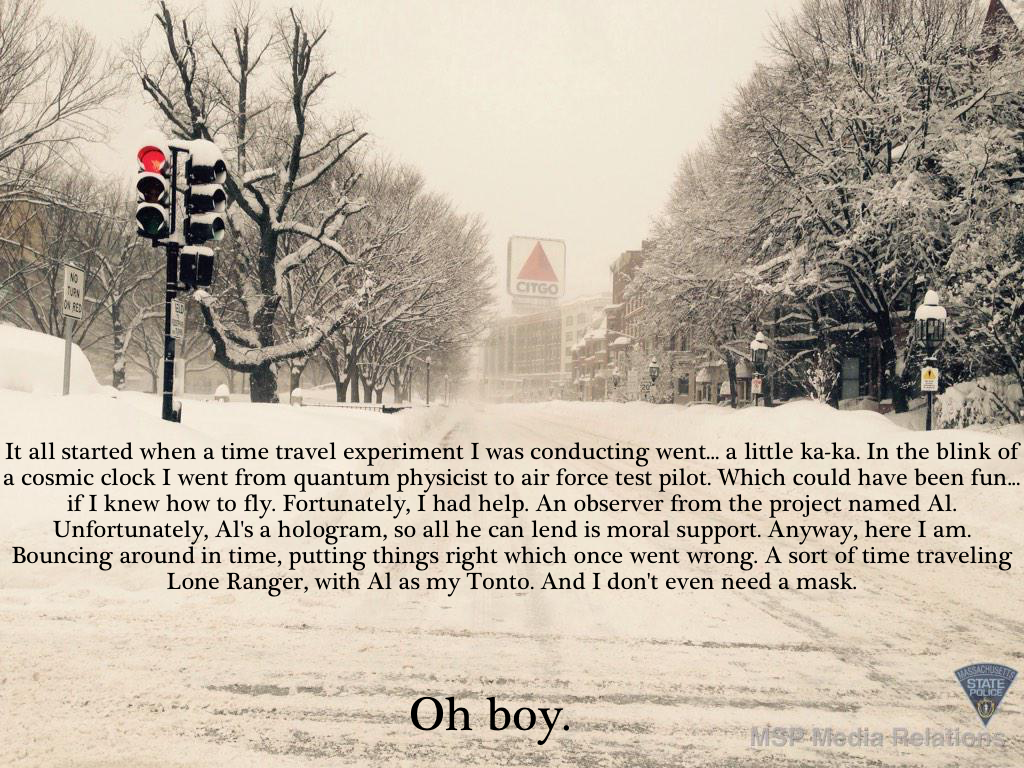 NO
TURN
ON RED
CITGO
It all started when a time travel experiment I was conducting went... a little ka-ka. In the blink of
a cosmic clock I went from quantum physicist to air force test pilot. Which could have been fun...
if I knew how to fly. Fortunately, I had help. An observer from the project named Al.
Unfortunately, Al's a hologram, so all he can lend is moral support. Anyway, here I am.
Bouncing around in time, putting things right which once went wrong. A sort of time traveling
Lone Ranger, with Al as my Tonto. And I don't even need a mask.
Oh boy.
MASSACHUSETTS
STATE
POLICE
MSP Media Relations